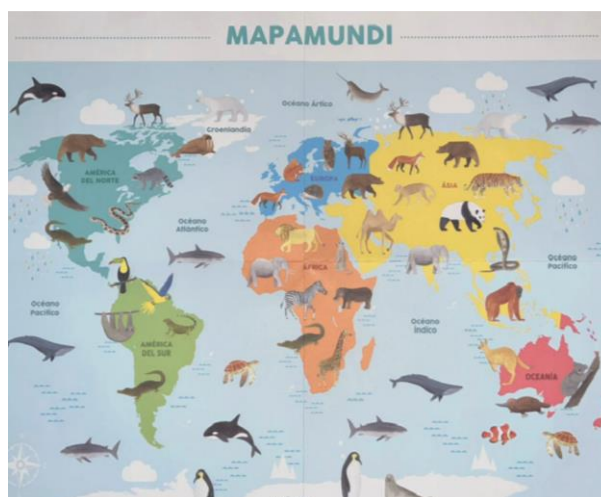 MAPAMUNDI
Océano Ártico
Groenlandia
AMÉRICA
DEL NORTE
EUROPA
ÁSIA
Océano
Atlántico
ÁFRICA
Océano
Pacífico
Océano
Pacífico
Océano
Índico
AMÉRICA
DEL SUR
OCEANÍA